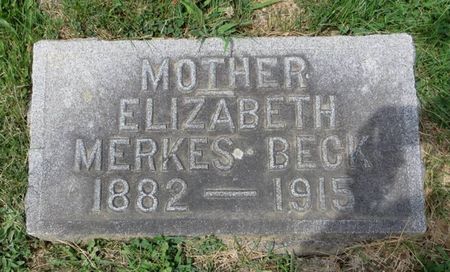 MOTHER
ELIZABETH
MERKES BECK
1882 — 1915